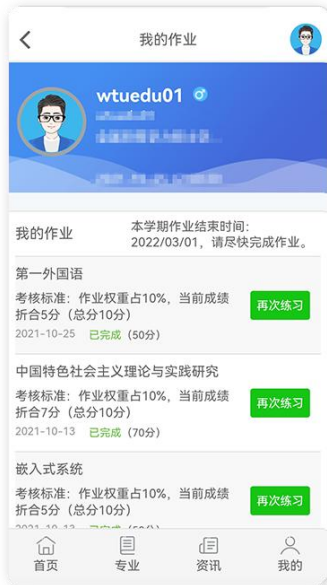 我的作业
wtuedu01
我的作业
本学期作业结束时间：
2022/03/01，请尽快完成作业。
第一外国语
考核标准：作业权重占10%，当前成绩
折合5分（总分10分）
再次练习
2021-10-25 已完成（50分）
中国特色社会主义理论与实践研究
考核标准：作业权重占10%，当前成绩
折合7分（总分10分）
再次练习
2021-10-13 已完成（70分）
嵌入式系统
考核标准：作业权重占10%，当前成绩
折合5分（总分10分）
再次练习
首页 专业 资讯 我的